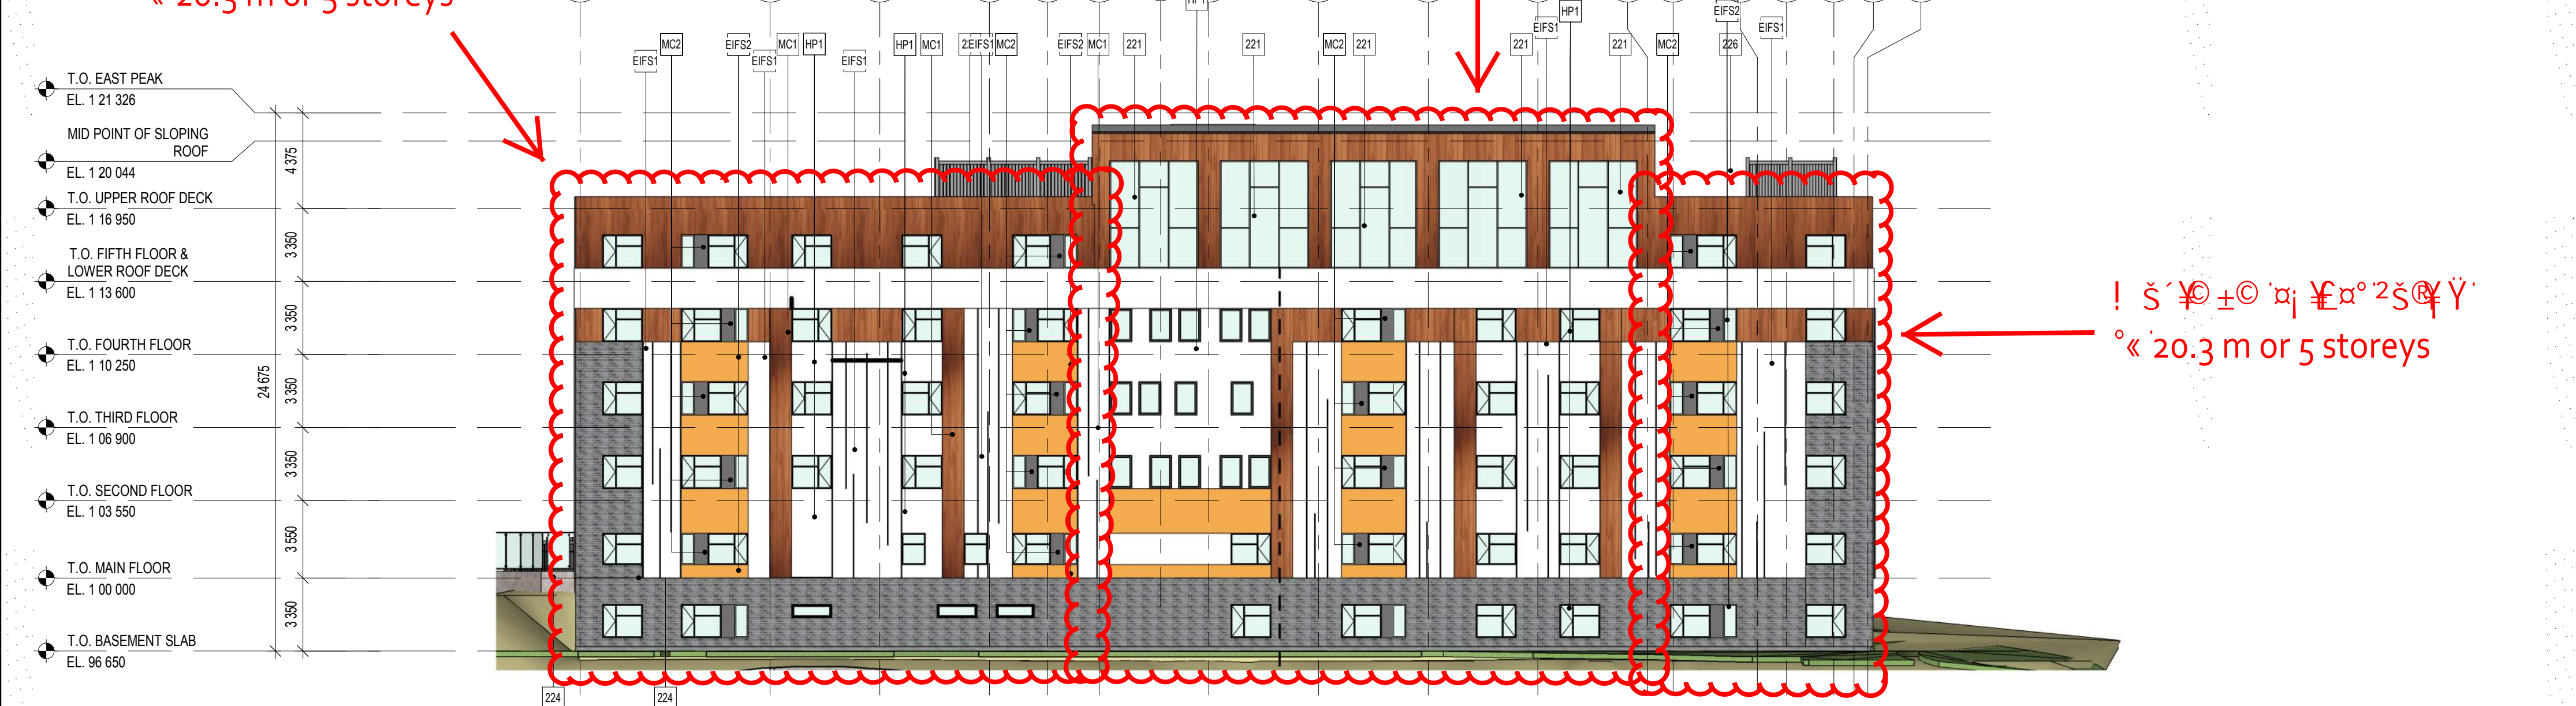 20.3 m or 5 storeys
EIFS2
HP1
EIFS1
EIFS1
MC2
EIFS2
MC1
HP1
HP1
MC1
EIFS1
MC2
EIFS2
MC1
221
221
MC2
221
221
221
MC2
226
EIFS1
EIFS1
EIFS1
T.O. EAST PEAK
EL. 1 21 326
MID POINT OF SLOPING
ROOF
EL. 1 20 044
T.O. UPPER ROOF DECK
EL. 1 16 950
T.O. FIFTH FLOOR &
LOWER ROOF DECK
EL. 1 13 600
T.O. FOURTH FLOOR
EL. 1 10 250
T.O. THIRD FLOOR
EL. 1 06 900
T.O. SECOND FLOOR
EL. 1 03 550
T.O. MAIN FLOOR
EL. 1 00 000
T.O. BASEMENT SLAB
EL. 96 650
4 375
3 350
3 350
3 350
3 350
3 550
3 350
24 675
20.3 m or 5 storeys
224
224